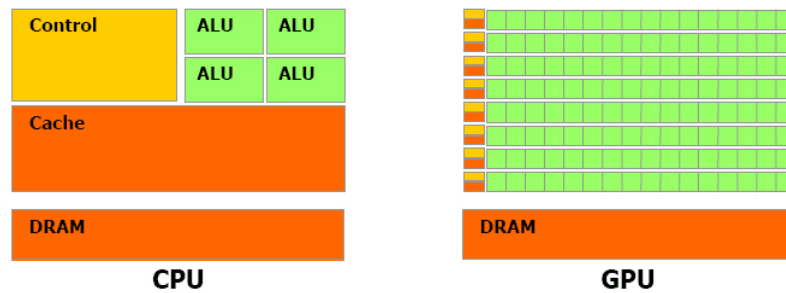 Control
ALU ALU
ALU ALU
Cache
DRAM
CPU
DRAM
GPU